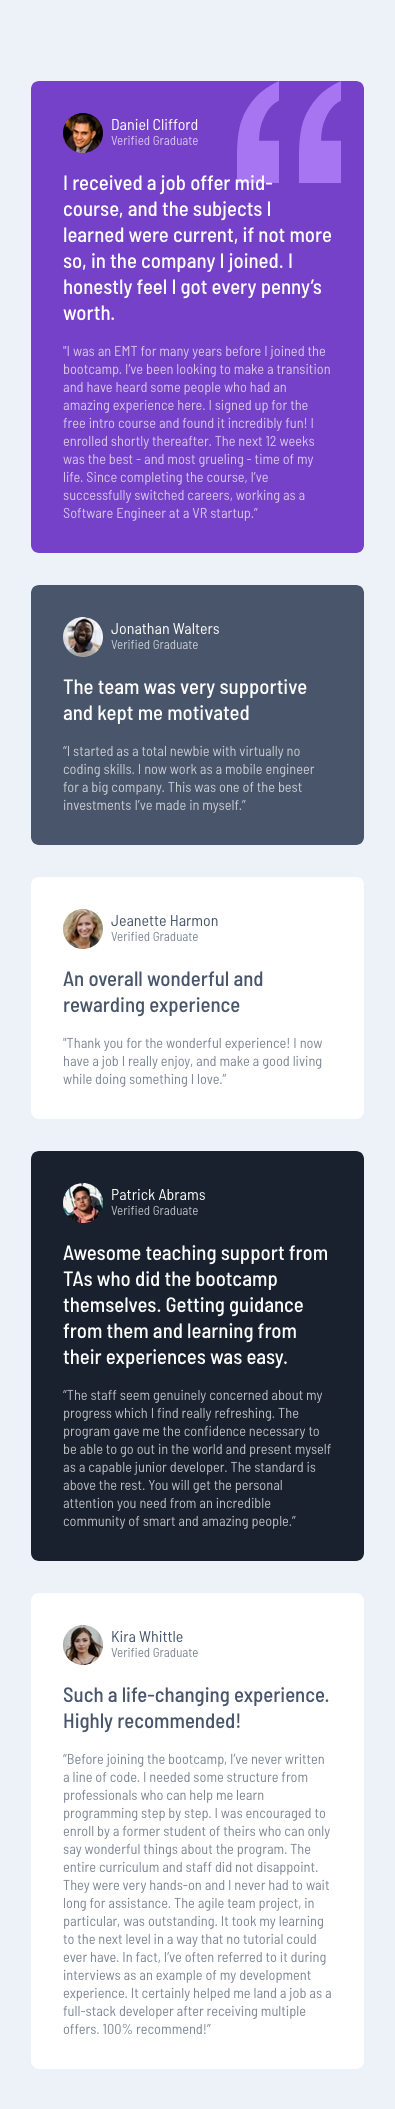 Daniel Clifford
Verified Graduate
I received a job offer mid-
course, and the subjects I
learned were current, if not more
so, in the company I joined. I
honestly feel I got every penny’s
worth.
"I was an EMT for many years before I joined the
bootcamp. I’ve been looking to make a transition
and have heard some people who had an
amazing experience here. I signed up for the
free intro course and found it incredibly fun! I
enrolled shortly thereafter. The next 12 weeks
was the best - and most grueling - time of my
life. Since completing the course, I’ve
successfully switched careers, working as a
Software Engineer at a VR startup.”
Jonathan Walters
Verified Graduate
The team was very supportive
and kept me motivated
“I started as a total newbie with virtually no
coding skills. I now work as a mobile engineer
for a big company. This was one of the best
investments I’ve made in myself.”
Jeanette Harmon
Verified Graduate
An overall wonderful and
rewarding experience
“Thank you for the wonderful experience! I now
have a job I really enjoy, and make a good living
while doing something I love.”
Patrick Abrams
Verified Graduate
Awesome teaching support from
TAs who did the bootcamp
themselves. Getting guidance
from them and learning from
their experiences was easy.
“The staff seem genuinely concerned about my
progress which I find really refreshing. The
program gave me the confidence necessary to
be able to go out in the world and present myself
as a capable junior developer. The standard is
above the rest. You will get the personal
attention you need from an incredible
community of smart and amazing people.”
Kira Whittle
Verified Graduate
Such a life-changing experience.
Highly recommended!
“Before joining the bootcamp, I’ve never written
a line of code. I needed some structure from
professionals who can help me learn
programming step by step. I was encouraged to
enroll by a former student of theirs who can only
say wonderful things about the program. The
entire curriculum and staff did not disappoint.
They were very hands-on and I never had to wait
long for assistance. The agile team project, in
particular, was outstanding. It took my learning
to the next level in a way that no tutorial could
ever have. In fact, I’ve often referred to it during
interviews as an example of my development
experience. It certainly helped me land a job as a
full-stack developer after receiving multiple
offers. 100% recommend!”